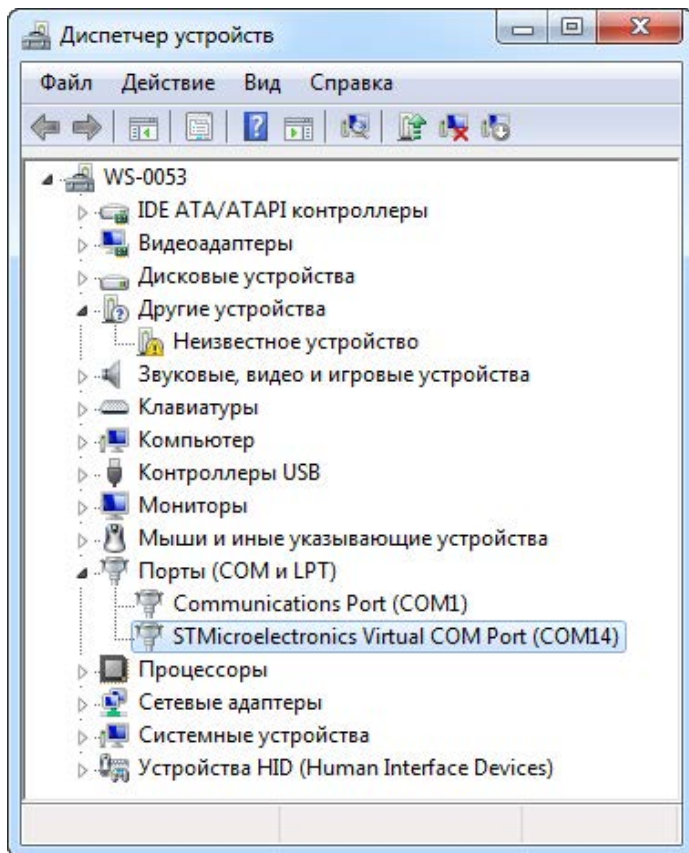 Диспетчер устройств
Файл Действие Вид Справка
WS-0053
IDE ATA/ATAPI контроллеры
Видеоадаптеры
Дисковые устройства
Другие устройства
Неизвестное устройство
Звуковые, видео и игровые устройства
Клавиатуры
Компьютер
Контроллеры USB
Мониторы
Мыши и иные указывающие устройства
Порты (COM и LPT)
Communications Port (COM1)
STMicroelectronics Virtual COM Port (COM14)
Процессоры
Сетевые адаптеры
Системные устройства
Устройства HID (Human Interface Devices)